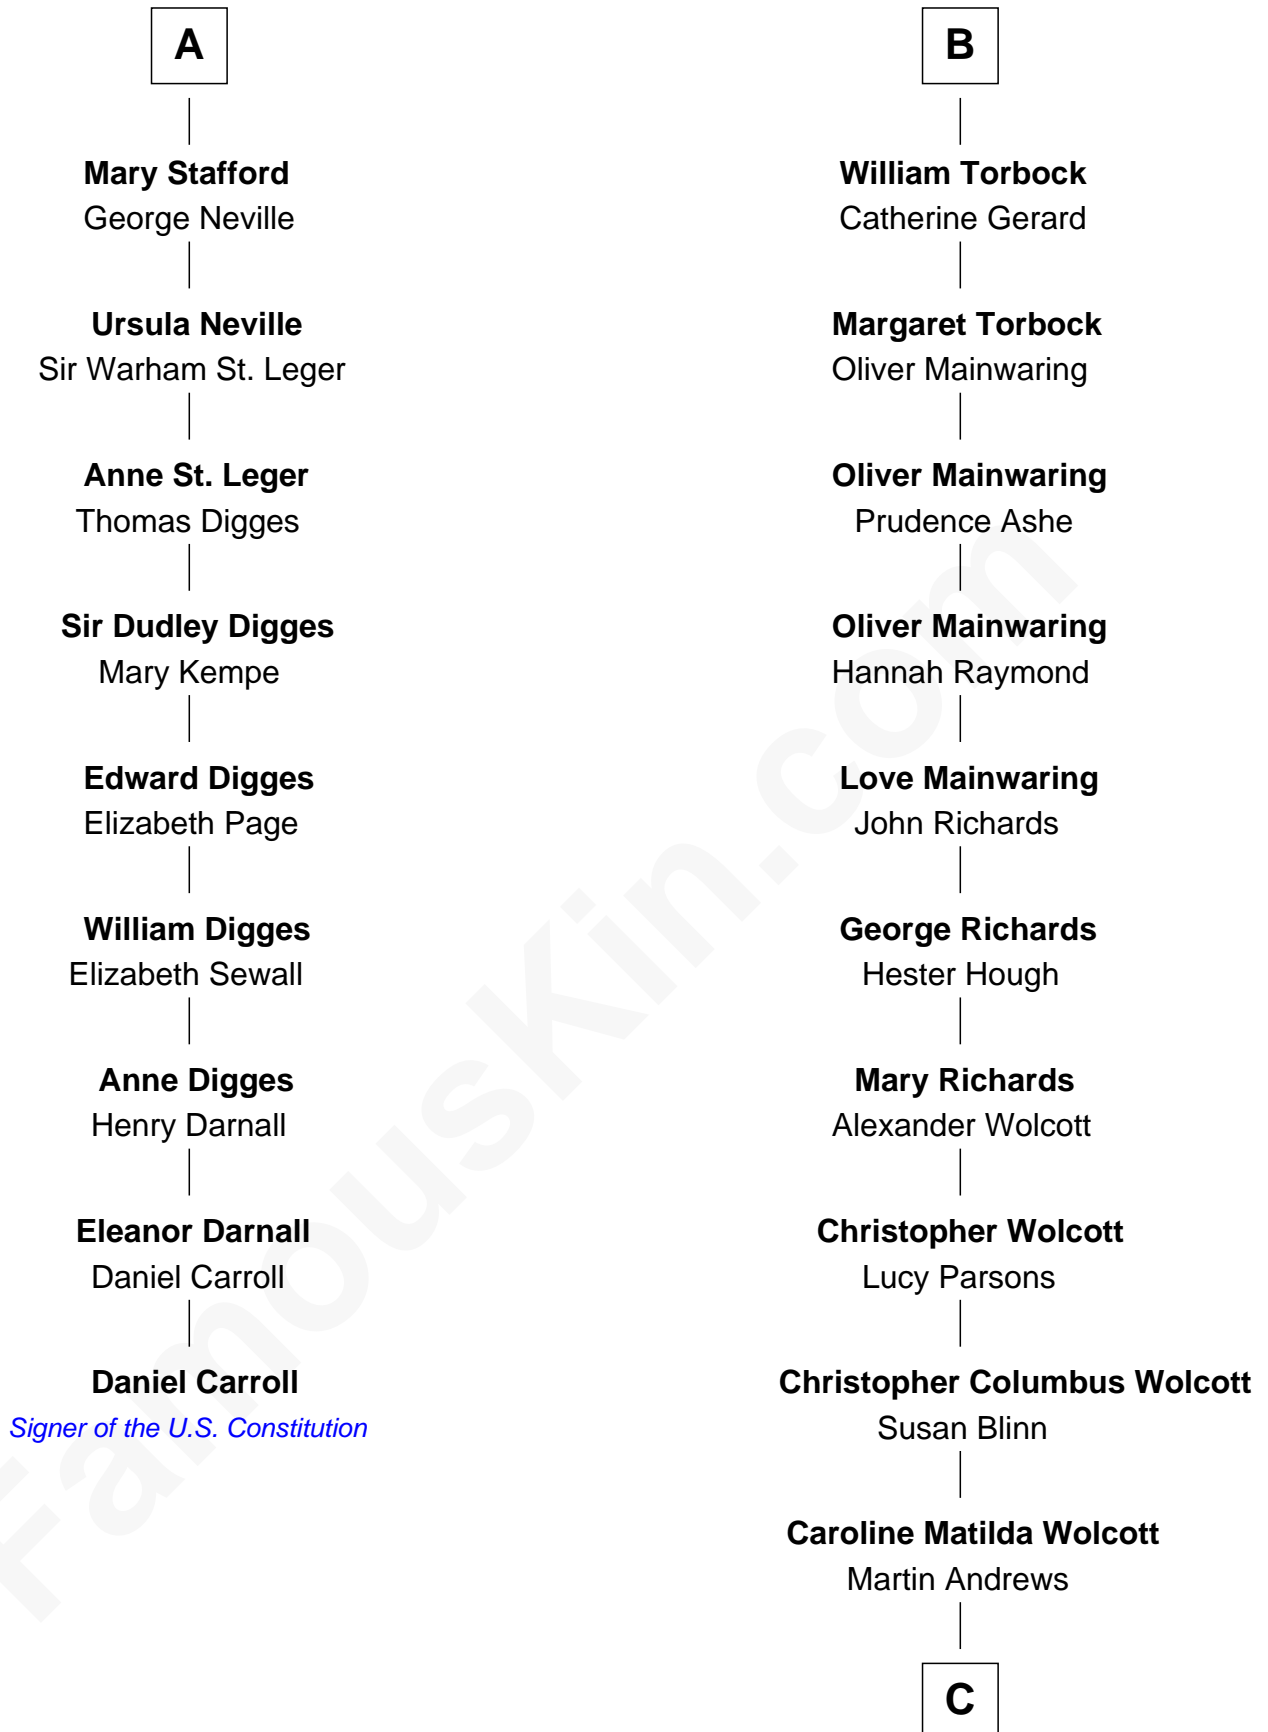 A
Mary Stafford
George Neville
Ursula Neville
Sir Warham St. Leger
Anne St. Leger
Thomas Digges
Sir Dudley Digges
Mary Kempe
Edward Digges
Elizabeth Page
William Digges
Elizabeth Sewall
Anne Digges
Henry Darnall
Eleanor Darnall
Daniel Carroll
Daniel Carroll
Signer of the U.S. Constitution
B
William Torbock
Catherine Gerard
Margaret Torbock
Oliver Mainwaring
Oliver Mainwaring
Prudence Ashe
Oliver Mainwaring
Hannah Raymond
Love Mainwaring
John Richards
George Richards
Hester Hough
Mary Richards
Alexander Wolcott
Christopher Wolcott
Lucy Parsons
Christopher Columbus Wolcott
Susan Blinn
Caroline Matilda Wolcott
Martin Andrews
C
FamousKin.com